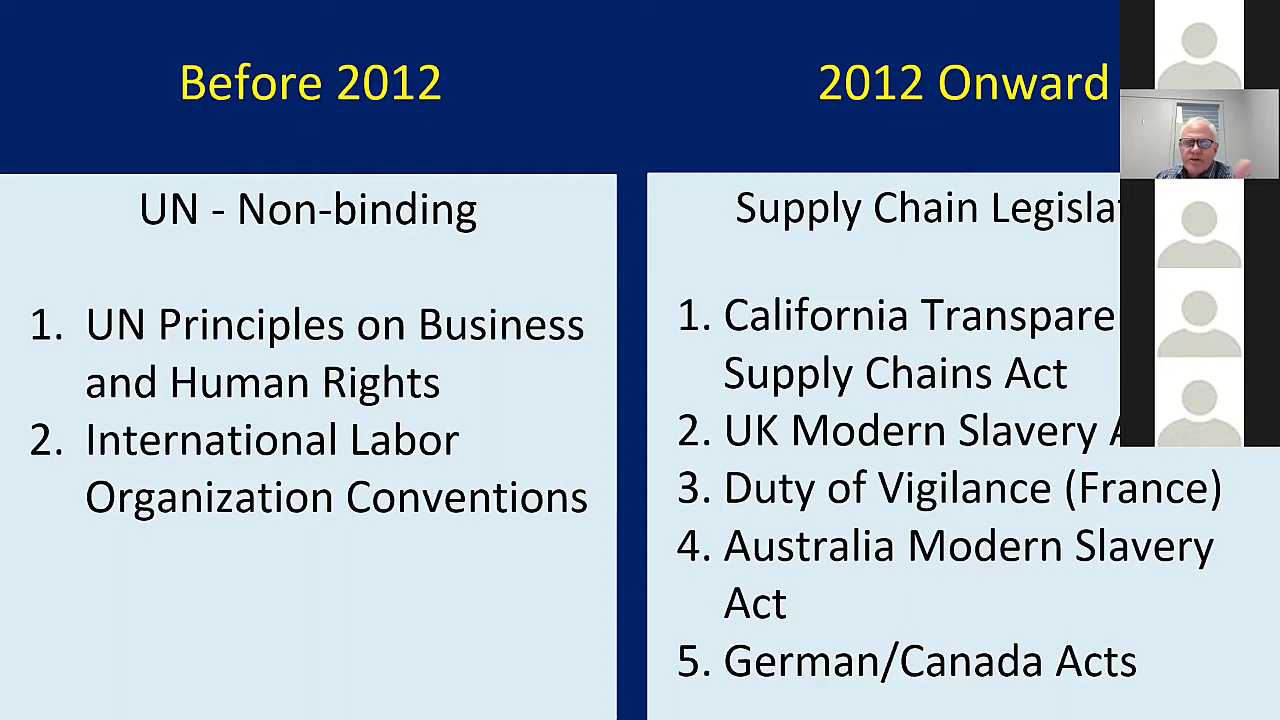 Before 2012
2012 Onward
UN - Non-binding
1. UN Principles on Business
and Human Rights
2. International Labor
Organization Conventions
Supply Chain
1. California
Supply Chains Act
2. UK Modern Slavery
3. Duty of Vigilance (France)
4. Australia Modern Slavery
Act
5. German/Canada Acts